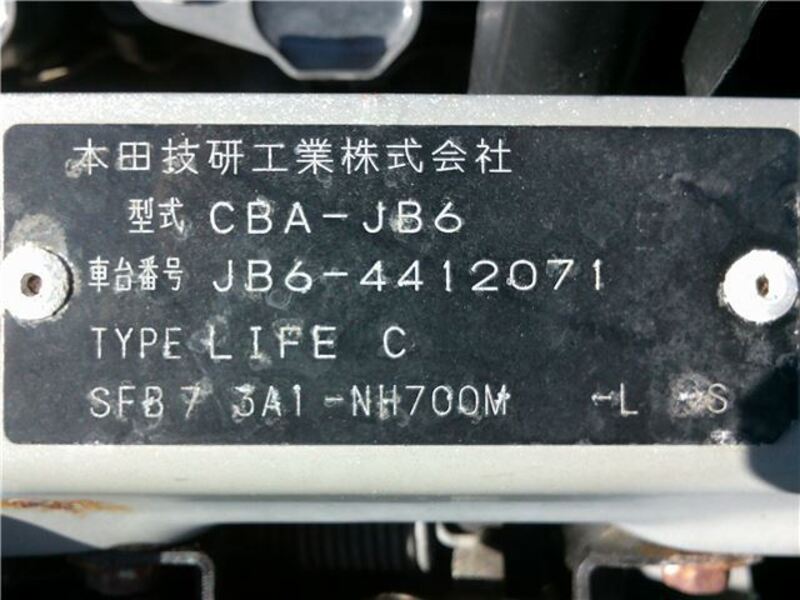 本田技研工業株式会社
型式 CBA-JB6
車台番号 JB6-4412071
TYPE LIFE C
SFB7 3A1-NH700M -L -S